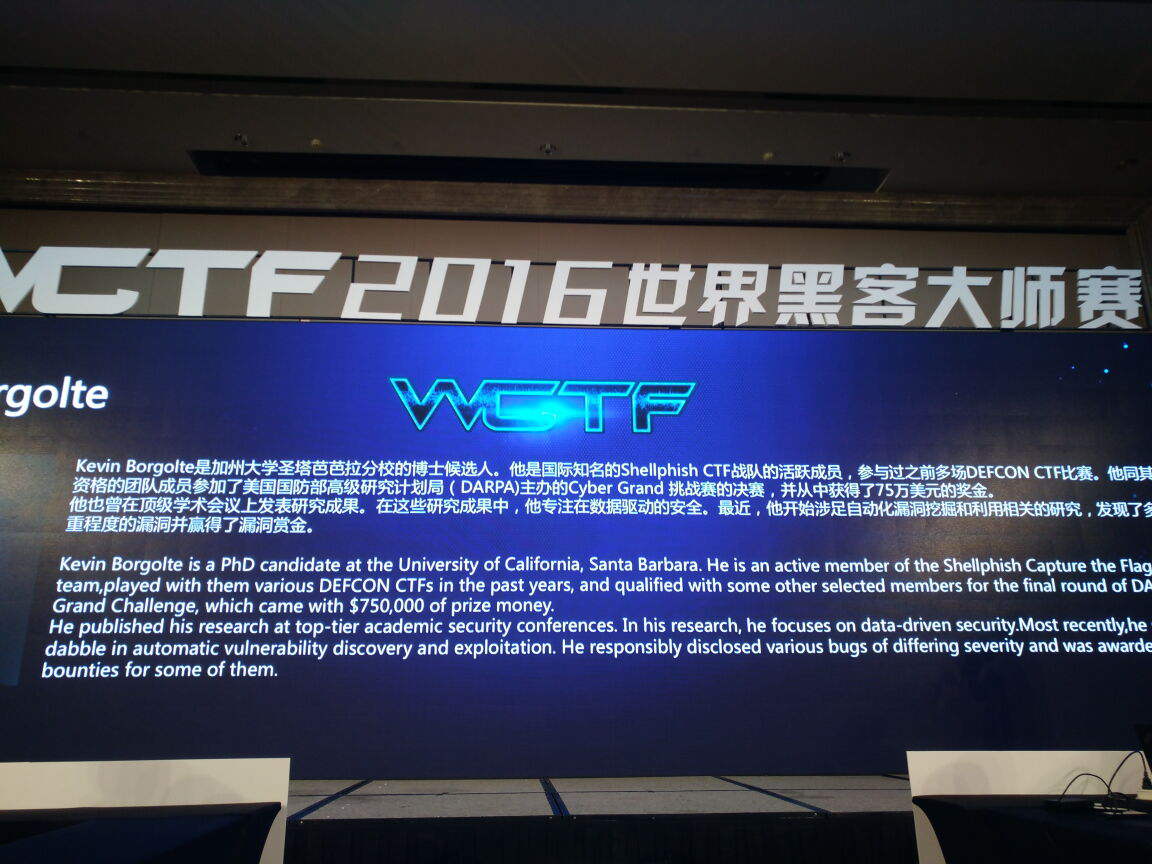 WCTF2016世界黑客大师赛
rgolte
WCTF
Kevin Borgolte是加州大学圣塔芭芭拉分校的博士候选人。他是国际知名的Shellphish CTF战队的活跃成员，参与过之前多场DEFCON CTF比赛。他同其
资格的团队成员参加了美国国防部高级研究计划局（DARPA)主办的Cyber Grand 挑战赛的决赛，并从中获得了75万美元的奖金。
他也曾在顶级学术会议上发表研究成果。在这些研究成果中，他专注在数据驱动的安全。最近，他开始涉足自动化漏洞挖掘和利用相关的研究，发现了多
重程度的漏洞并赢得了漏洞赏金。
Kevin Borgolte is a PhD candidate at the University of California, Santa Barbara. He is an active member of the Shellphish Capture the Flag
team,played with them various DEFCON CTFs in the past years, and qualified with some other selected members for the final round of DA
Grand Challenge, which came with $750,000 of prize money.
He published his research at top-tier academic security conferences. In his research, he focuses on data-driven security.Most recently,he
dabble in automatic vulnerability discovery and exploitation. He responsibly disclosed various bugs of differing severity and was awarde
bounties for some of them.